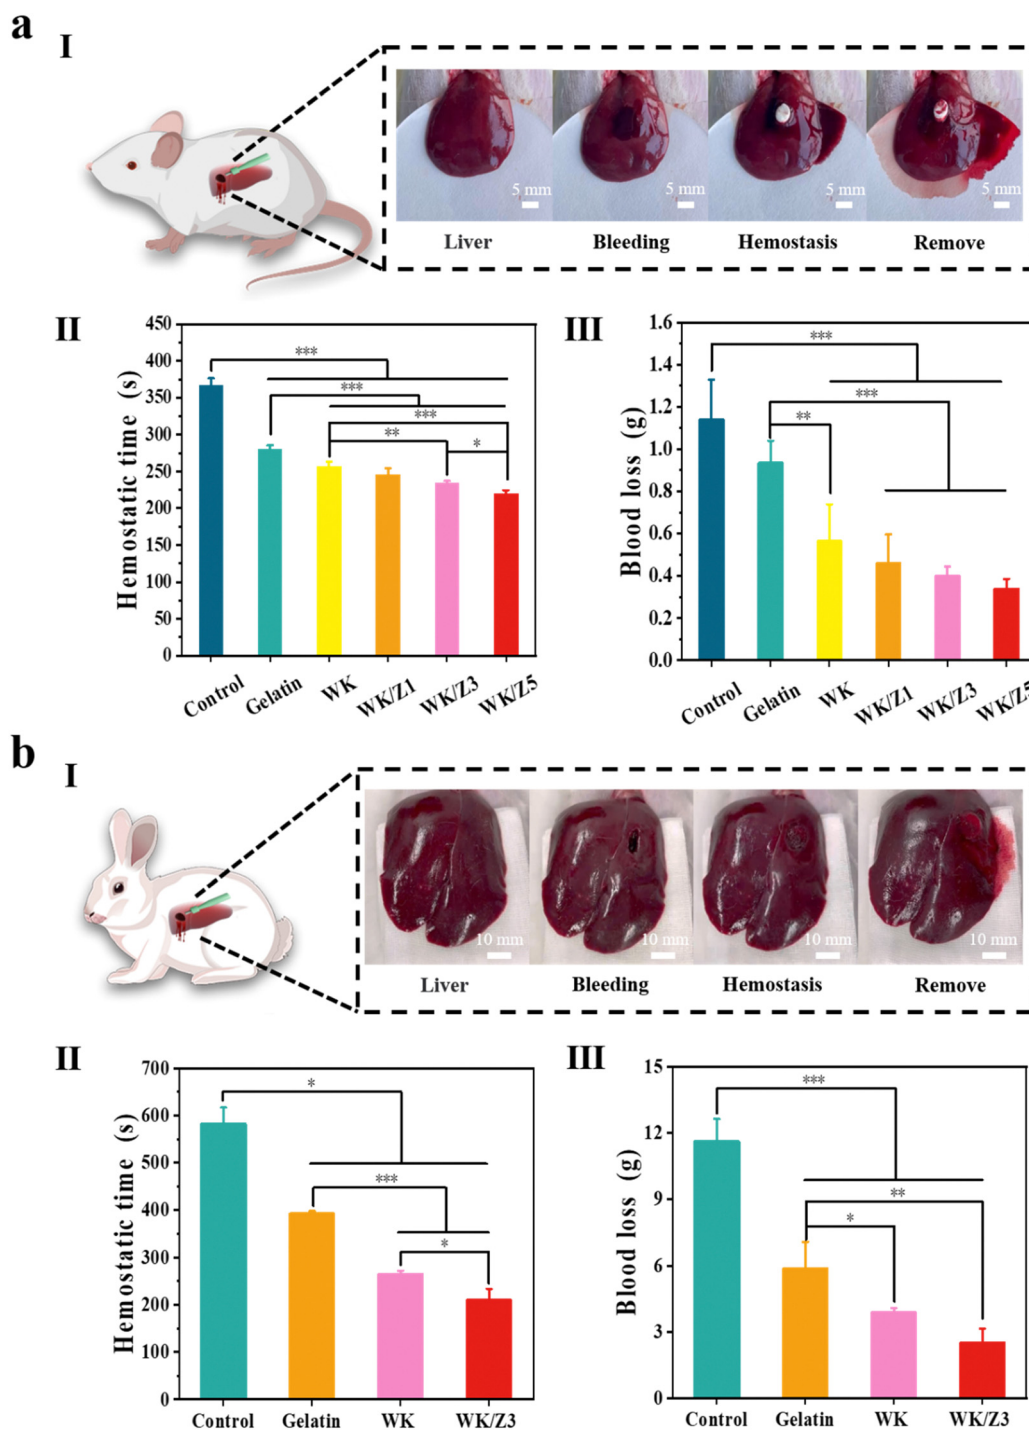 a
I
5 mm
5 mm
5 mm
5 mm
Liver
Bleeding
Hemostasis
Remove
II
Hemostatic time (s)
450
400
350
300
250
200
150
100
50
0
***
***
***
**
*
Control
Gelatin
WK
WK/Z1
WK/Z3
WK/Z5
III
Blood loss (g)
1.6
1.4
1.2
1.0
0.8
0.6
0.4
0.2
0.0
***
***
**
Control
Gelatin
WK
WK/Z1
WK/Z3
WK/Z5
b
I
10 mm
10 mm
10 mm
10 mm
Liver
Bleeding
Hemostasis
Remove
II
Hemostatic time (s)
700
600
500
400
300
200
100
0
*
***
*
Control
Gelatin
WK
WK/Z3
III
Blood loss (g)
15
12
9
6
3
0
***
**
*
Control
Gelatin
WK
WK/Z3